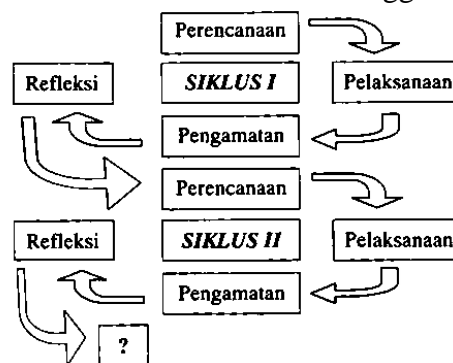 Perencanaan
Refleksi
SIKLUS I
Pelaksanaan
Pengamatan
Perencanaan
Refleksi
SIKLUS II
Pelaksanaan
Pengamatan
?